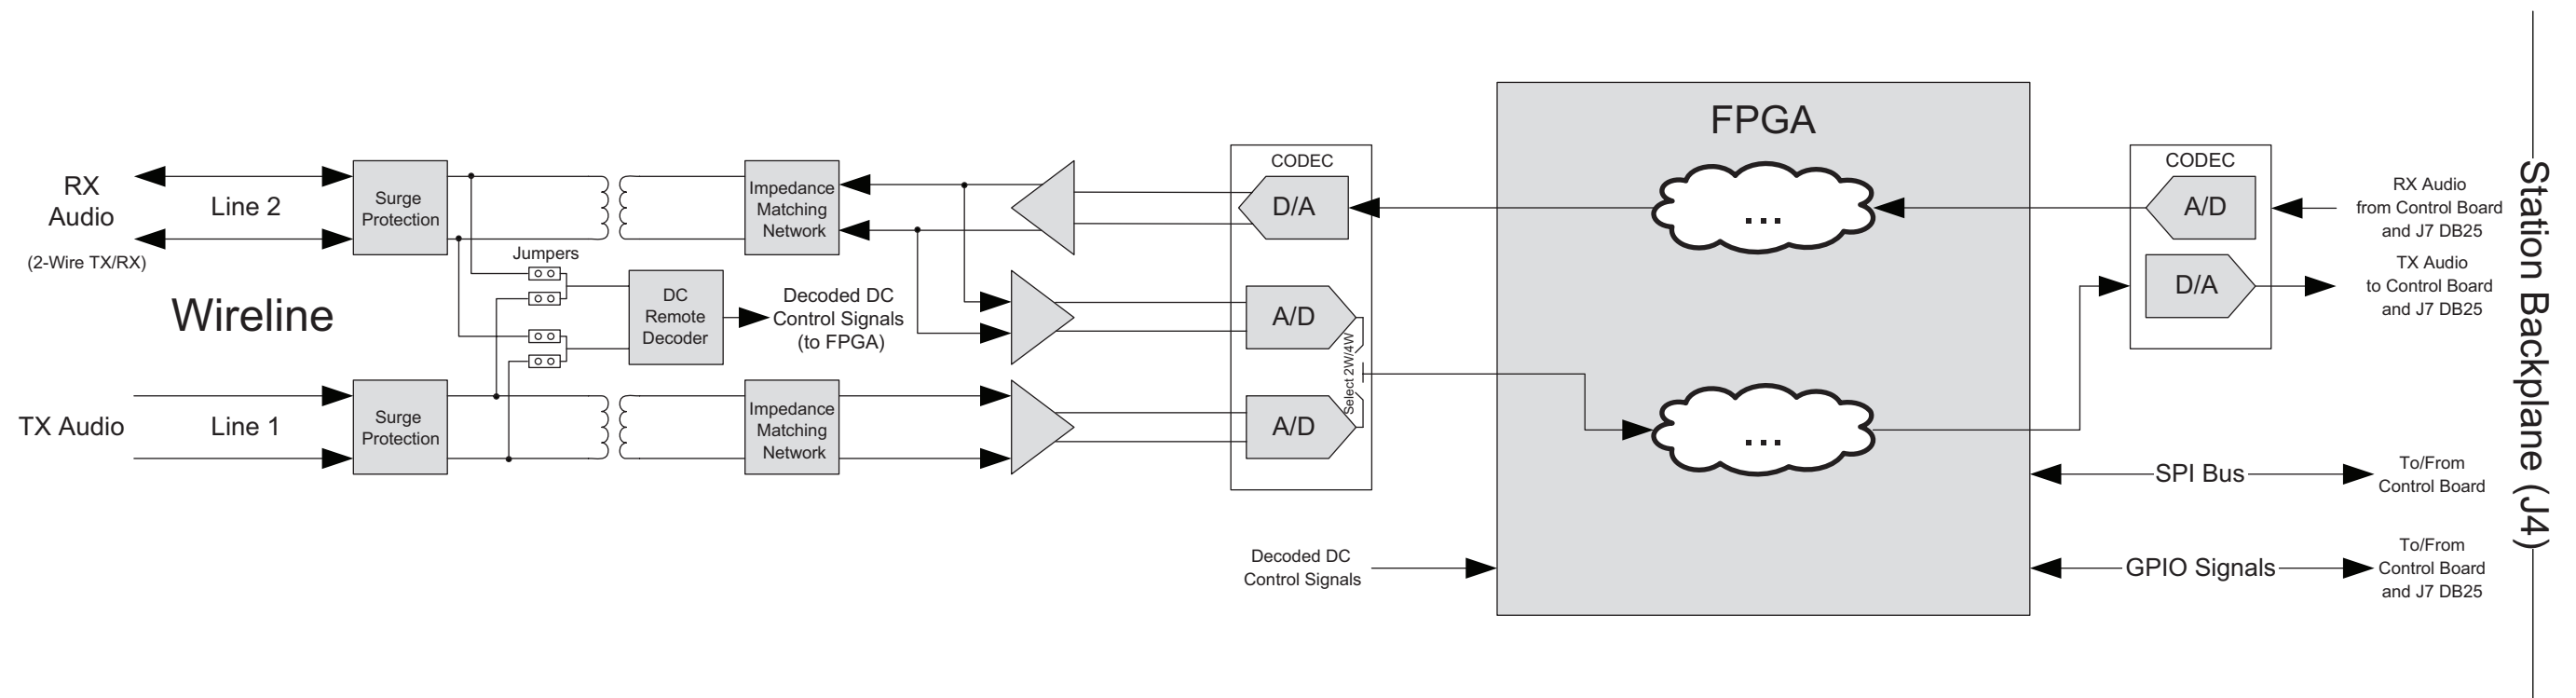 FPGA
CODEC
CODEC
RX
Audio
Line 2
(2-Wire TX/RX)
Surge
Protection
Impedance
Matching
Network
D/A
...
A/D
RX Audio
from Control Board
and J7 DB25
Jumpers
Wireline
DC
Remote
Decoder
Decoded DC
Control Signals
(to FPGA)
A/D
D/A
TX Audio
to Control Board
and J7 DB25
Select 2W/4W
TX Audio
Line 1
Surge
Protection
Impedance
Matching
Network
A/D
...
SPI Bus
To/From
Control Board
Decoded DC
Control Signals
GPIO Signals
To/From
Control Board
and J7 DB25
Station Backplane (J4)